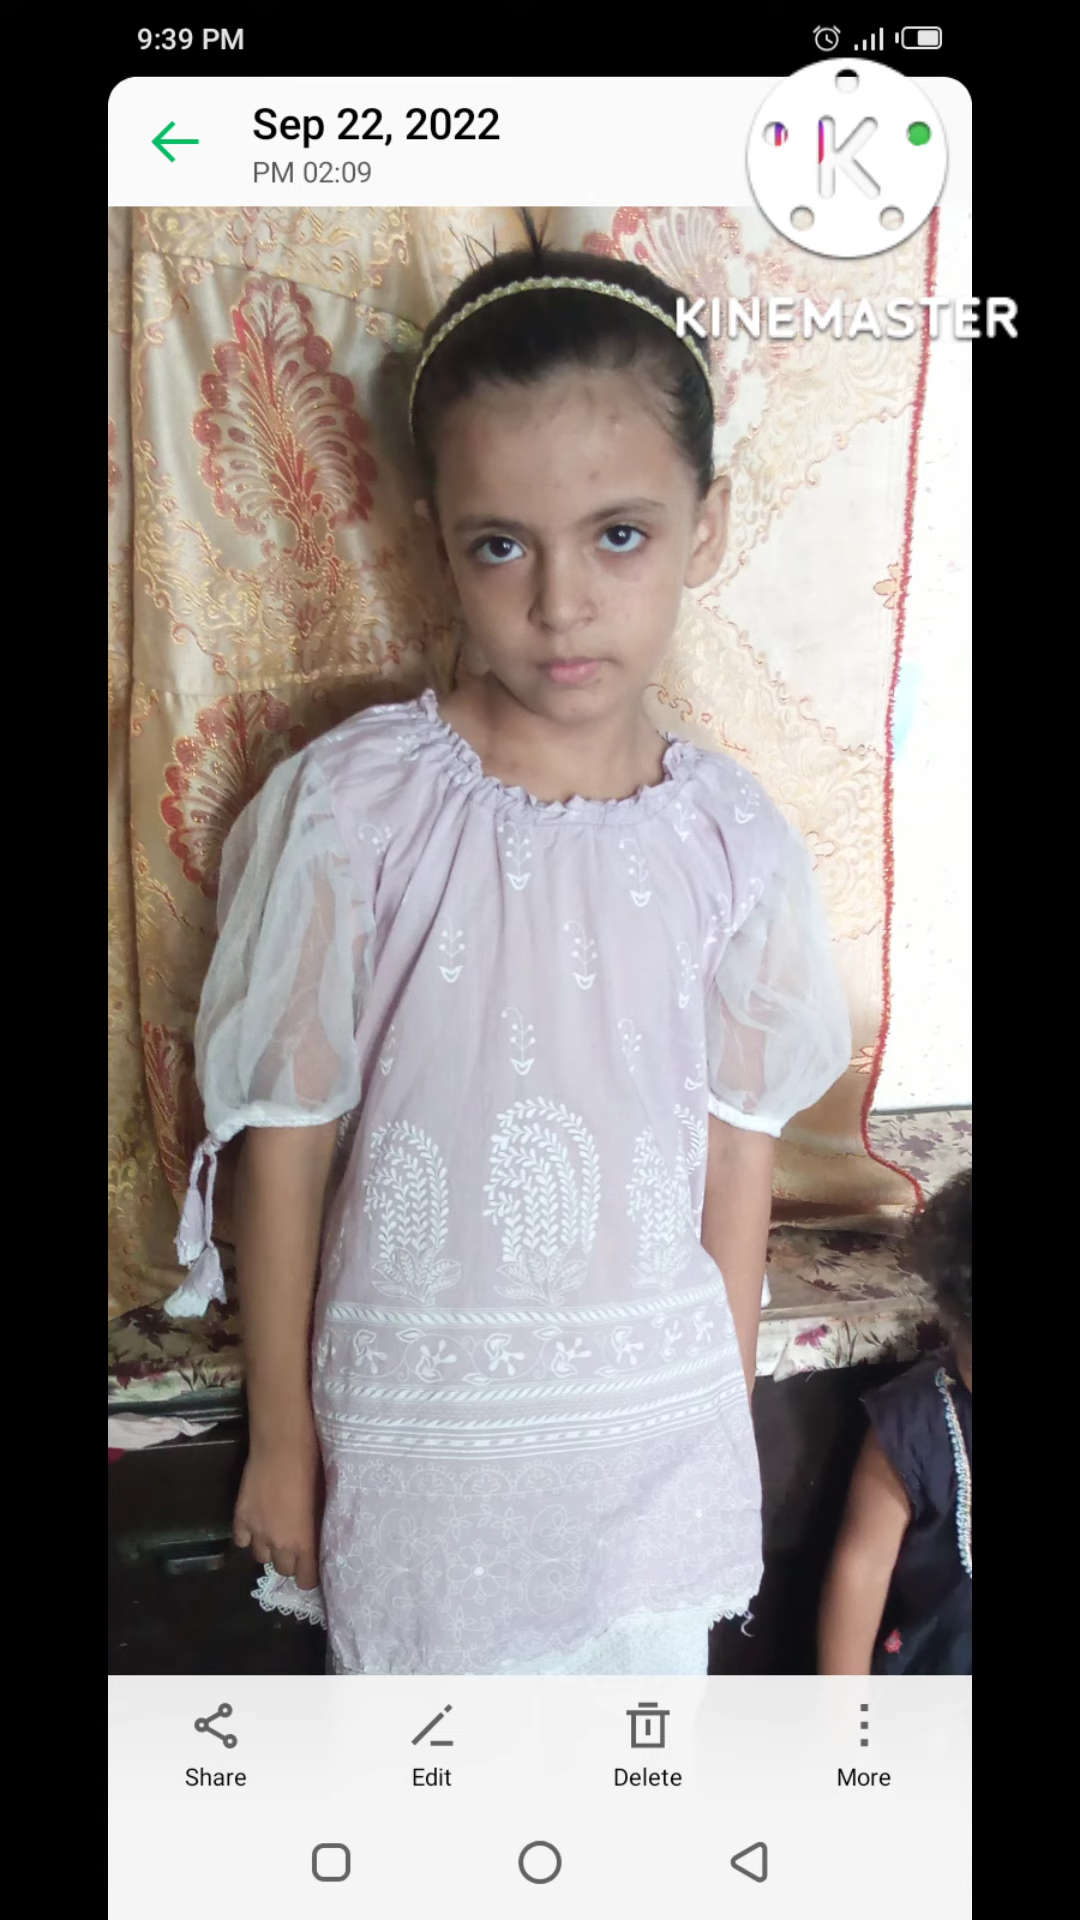 9:39 PM
Sep 22, 2022
PM 02:09
K
KINEMASTER
Share
Edit
Delete
More